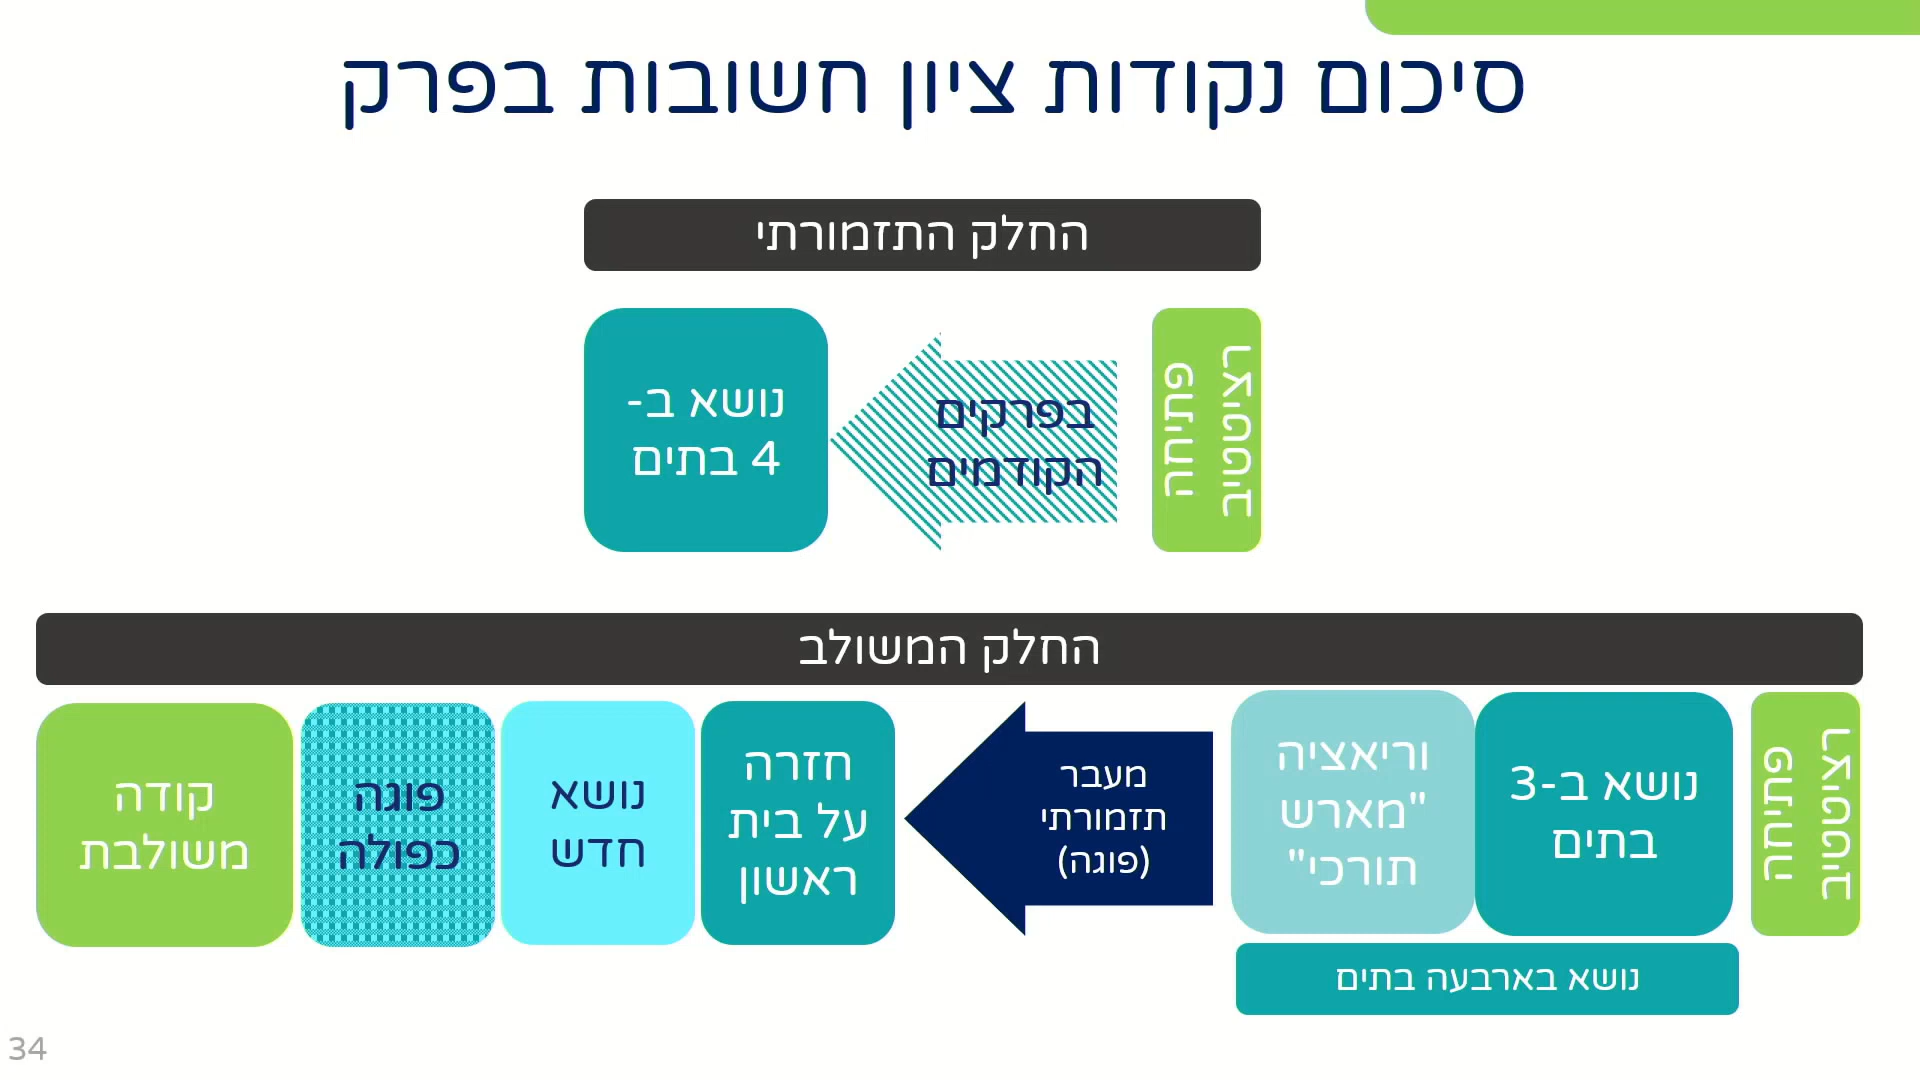 סיכום נקודות ציון חשובות בפרק
החלק התזמורתי
פתיחה
רציטטיב
בפרקים
הקודמים
נושא ב-
4 בתים
החלק המשולב
פתיחה
רציטטיב
נושא ב-3
בתים
וריאציה
"מארש
תורכי"
נושא בארבעה בתים
מעבר
תזמורתי
(פוגה)
חזרה
על בית
ראשון
נושא
חדש
פוגה
כפולה
קודה
משולבת
34